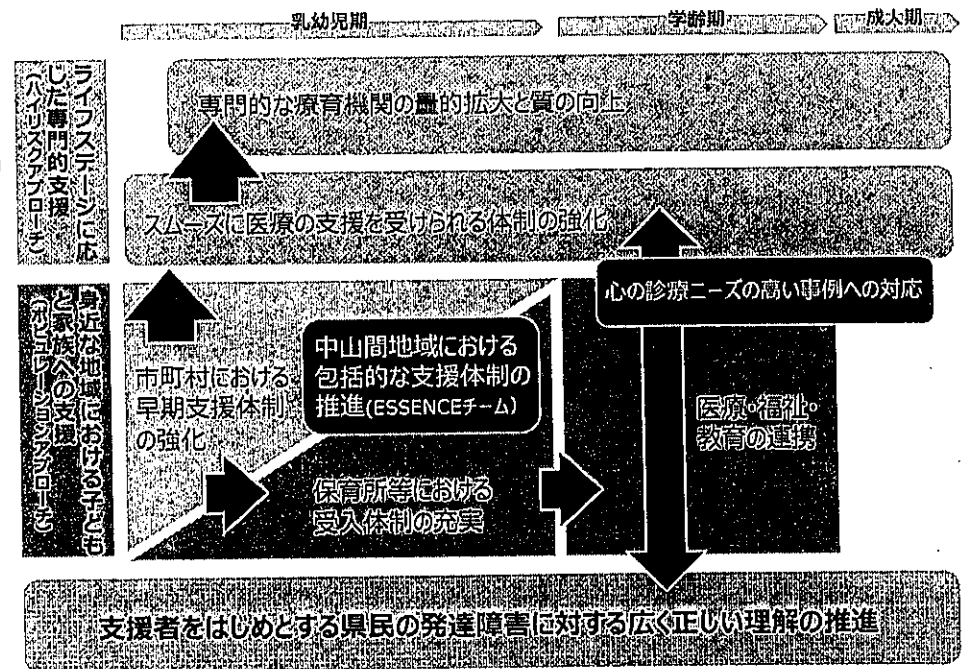 乳幼児期
学齢期
成人期
ライフステージに応
じた専門的支援
(ハイリスクアプローチ)
専門的な療育機関の量的拡大と質の向上
スムーズに医療の支援を受けられる体制の強化
心の診療ニーズの高い事例への対応
身近な地域における子ども
と家族への支援
(ポピュレーションアプローチ)
市町村における
早期支援体制
の強化
中山間地域における
包括的な支援体制の
推進(ESSENCEチーム)
保育所等における
受入体制の充実
医療・福祉・
教育の連携
支援者をはじめとする県民の発達障害に対する広く正しい理解の推進